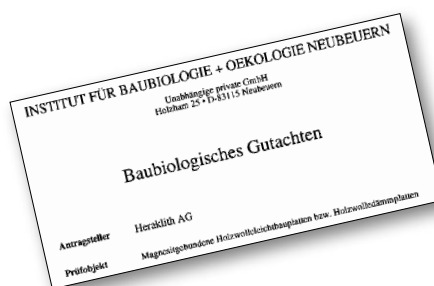 INSTITUT FÜR BAUBIOLOGIE + OEKOLOGIE NEUBEUERN
Unabhängige private GmbH
Holzham 25 • D-83115 Neubeuern
Baubiologisches Gutachten
Antragsteller Heraklith AG
Prüfobjekt Magnesitgebundene Holzwolleleichtbauplatten bzw. Holzwolledämmplatten